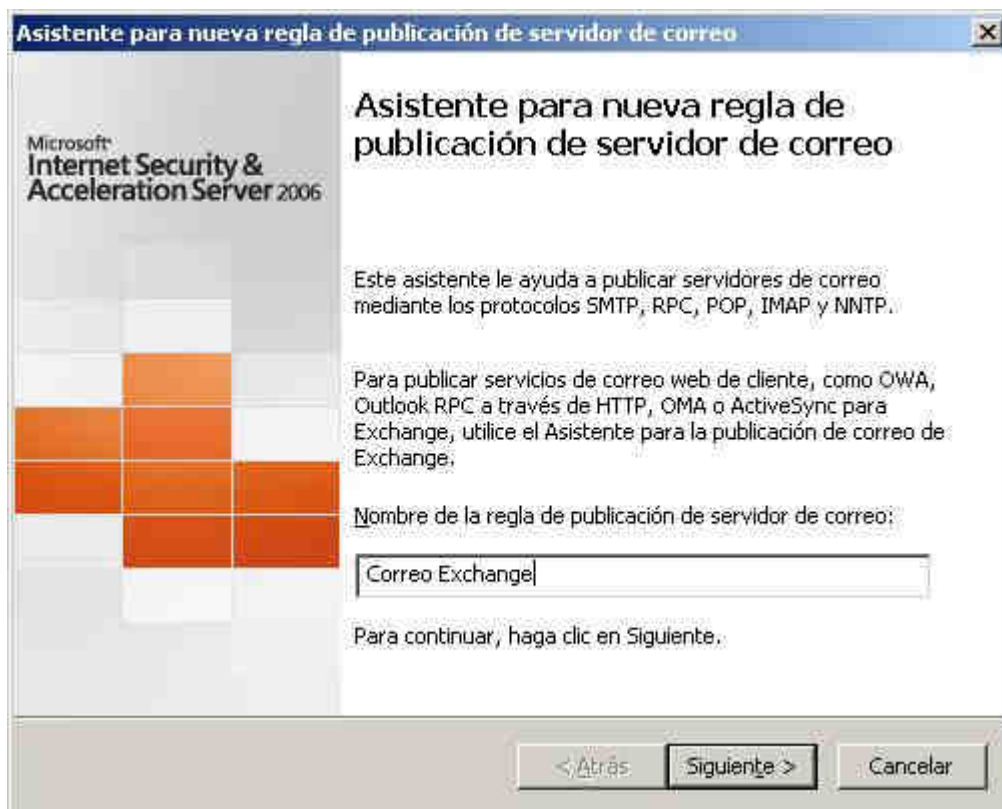 Asistente para nueva regla de publicación de servidor de correo
Asistente para nueva regla de
publicación de servidor de correo
Microsoft
Internet Security &
Acceleration Server 2006
Este asistente le ayuda a publicar servidores de correo
mediante los protocolos SMTP, RPC, POP, IMAP y NNTP.
Para publicar servicios de correo web de cliente, como OWA,
Outlook RPC a través de HTTP, OMA o ActiveSync para
Exchange, utilice el Asistente para la publicación de correo de
Exchange.
Nombre de la regla de publicación de servidor de correo:
Correo Exchange
Para continuar, haga clic en Siguiente.
< Atrás
Siguiente >
Cancelar